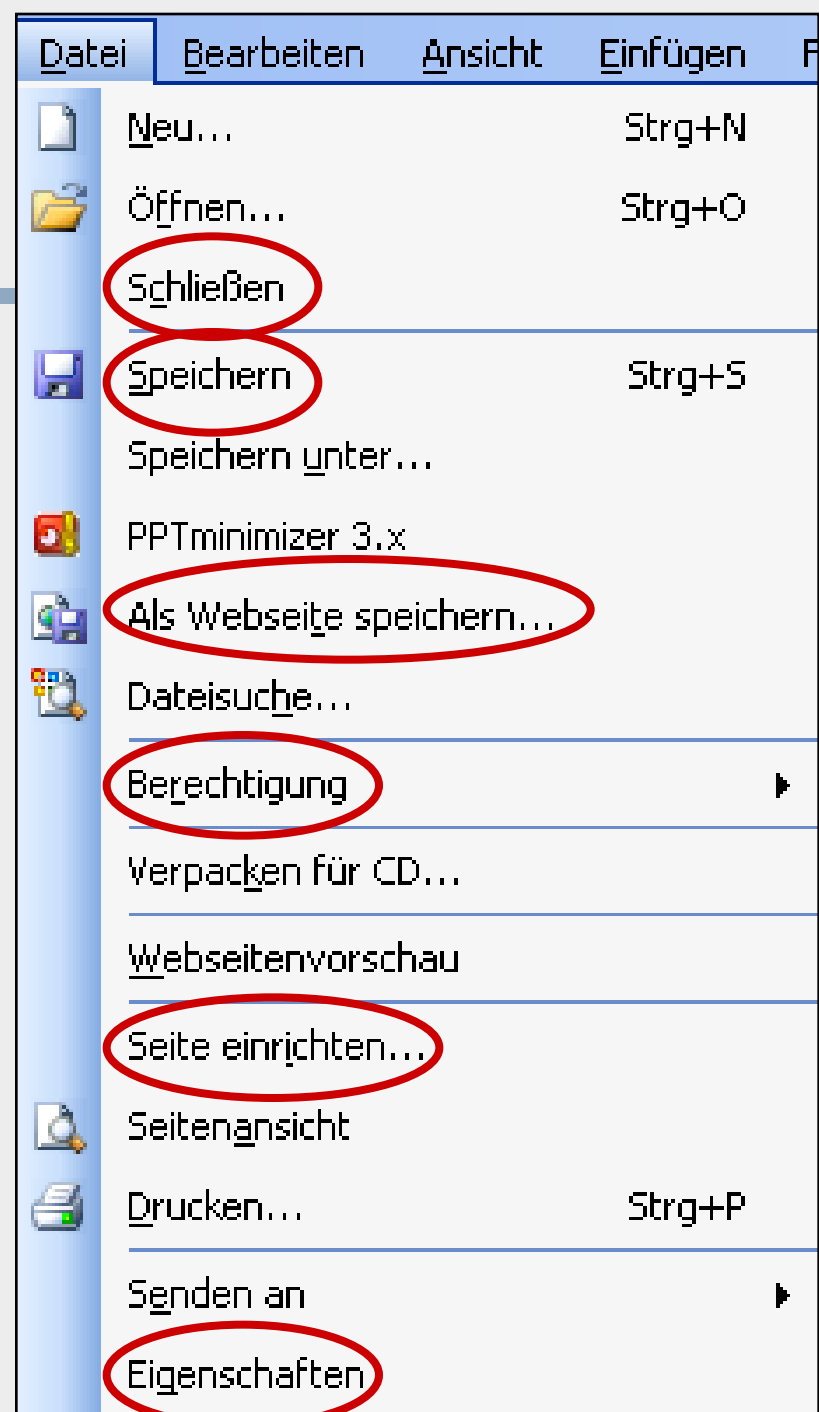 Datei Bearbeiten Ansicht Einfügen F
Neu... Strg+N
Öffnen... Strg+O
Schließen
Speichern Strg+S
Speichern unter...
PPTminimizer 3.x
Als Webseite speichern...
Dateisuche...
Berechtigung
Verpacken für CD...
Webseitenvorschau
Seite einrichten...
Seitenansicht
Drucken... Strg+P
Senden an
Eigenschaften